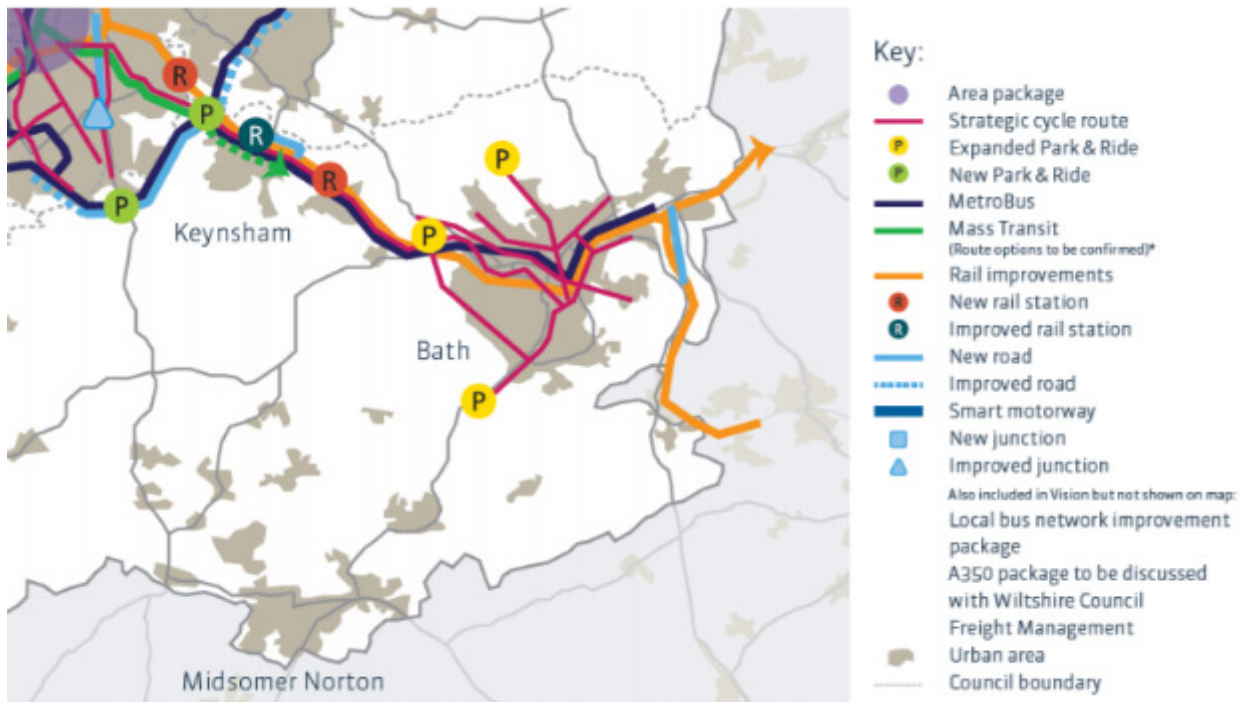 R
P
R
R
P
P
P
P
Keynsham
Bath
Midsomer Norton
Key:
Area package
Strategic cycle route
P Expanded Park & Ride
P New Park & Ride
MetroBus
Mass Transit
(Route options to be confirmed)*
Rail improvements
R New rail station
R Improved rail station
New road
Improved road
Smart motorway
New junction
Improved junction
Also included in Vision but not shown on map:
Local bus network improvement
package
A350 package to be discussed
with Wiltshire Council
Freight Management
Urban area
Council boundary